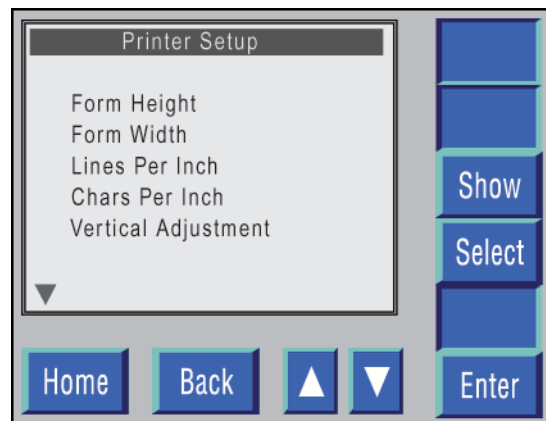 Printer Setup
Form Height
Form Width
Lines Per Inch
Chars Per Inch
Vertical Adjustment
Show
Select
Home
Back
Enter